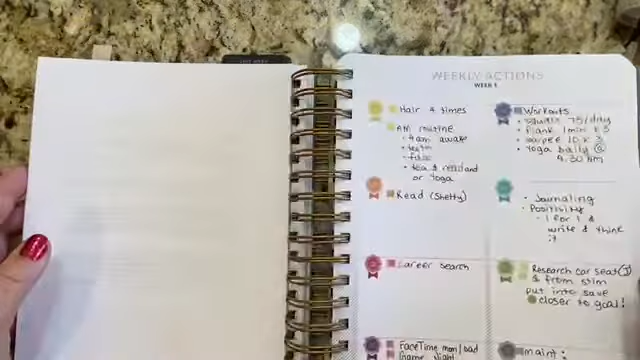 WEEKLY ACTIONS
WEEK 1
Hair 4 times
AM routine
• 4am awake
• teeth
• face
• tea & read and
or yoga
Read (Shetty)
Career search
FaceTime mom/dad
Game night
Workouts
• squats 75/day
• plank 1min x 3
• burpee 10 x 3
• Yoga daily @
4:30 AM
• Journaling
• Positivity
• 1 for 1 &
write & think
it
Research car seat(J)
& from stim
put into save
closer to goal!
maint: